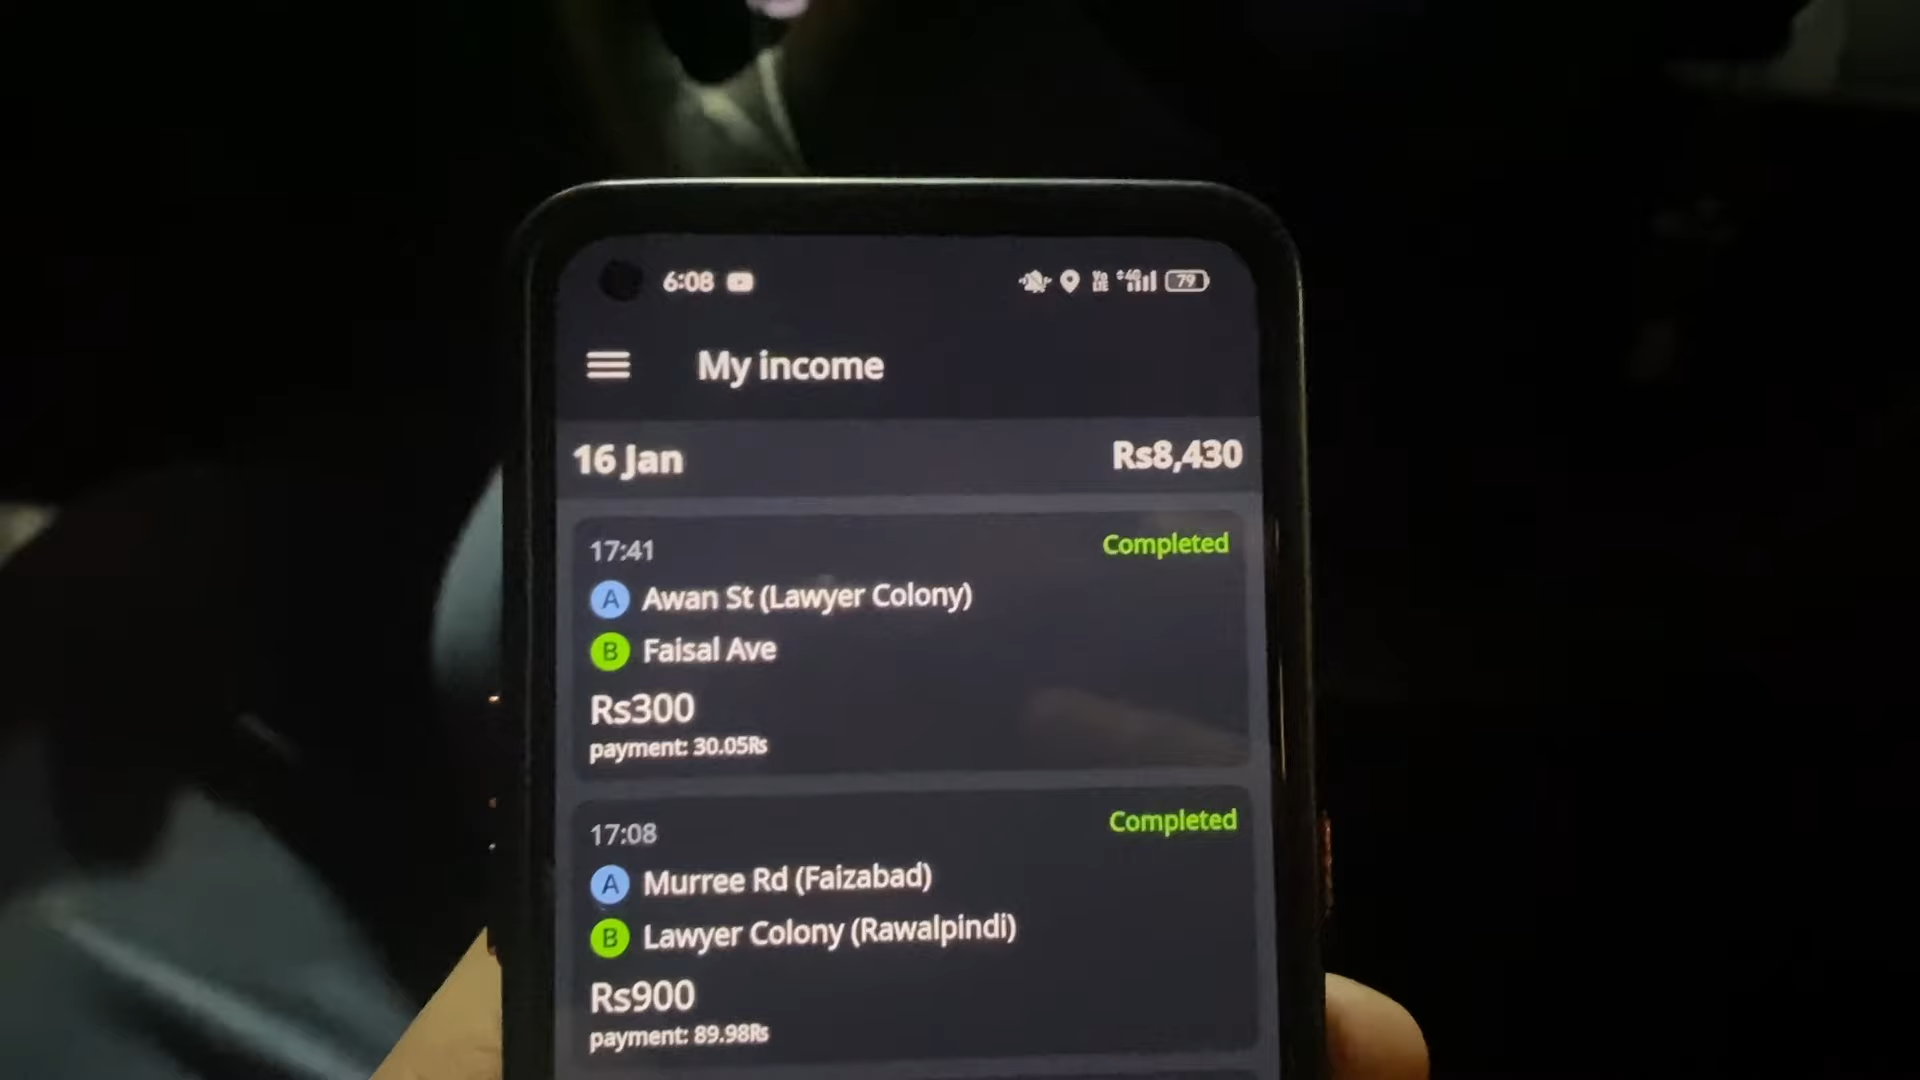 6:08 79
My income
16 Jan Rs8,430
17:41 Completed
A Awan St (Lawyer Colony)
B Faisal Ave
Rs300
payment: 30.05₨
17:08 Completed
A Murree Rd (Faizabad)
B Lawyer Colony (Rawalpindi)
Rs900
payment: 89.98₨